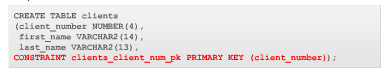 CREATE TABLE clients
(client_number NUMBER(4),
first_name VARCHAR2(14),
last_name VARCHAR2(13),
CONSTRAINT clients_client_num_pk PRIMARY KEY (client_number));